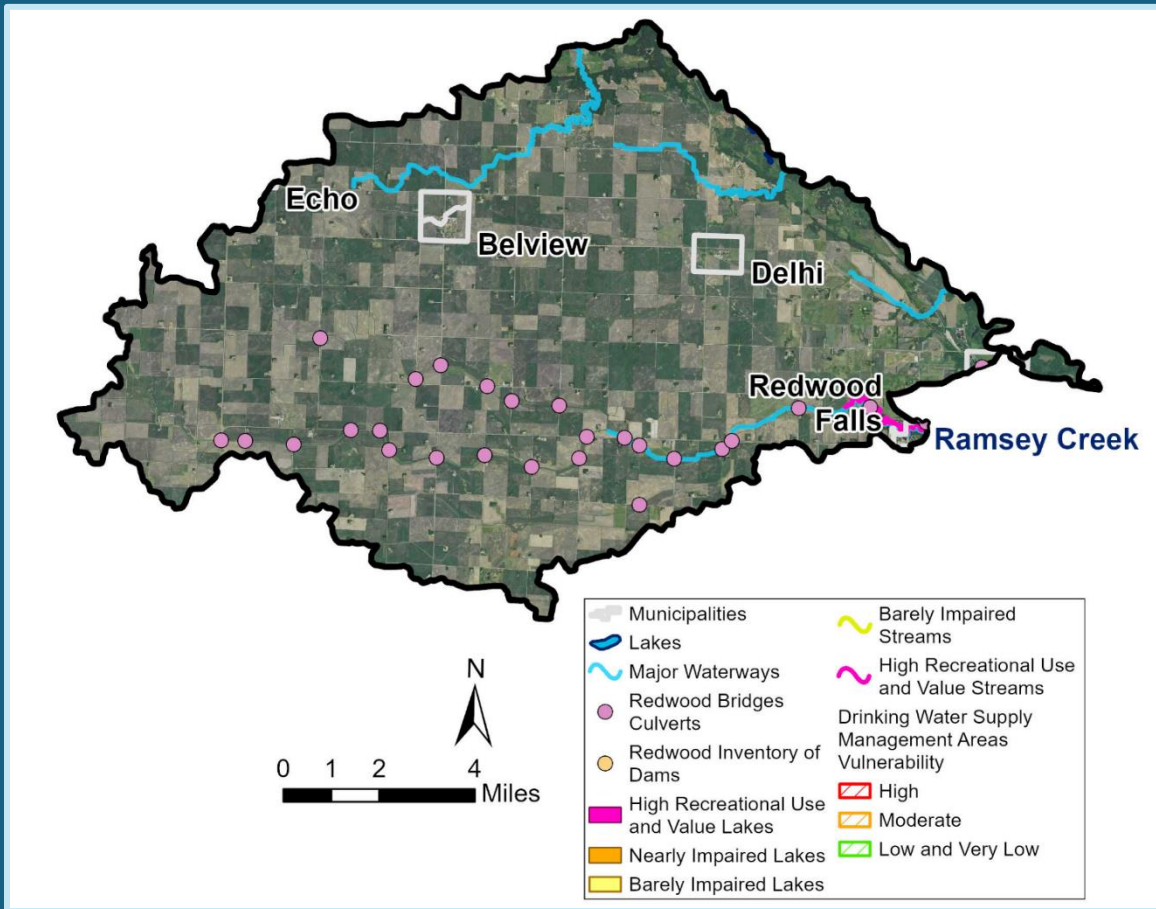 Echo
Belview
Delhi
Redwood
Falls
Ramsey Creek
N
0 1 2 4
Miles
Municipalities
Lakes
Major Waterways
Redwood Bridges
Culverts
Redwood Inventory of
Dams
High Recreational Use
and Value Lakes
Nearly Impaired Lakes
Barely Impaired Lakes
Barely Impaired
Streams
High Recreational Use
and Value Streams
Drinking Water Supply
Management Areas
Vulnerability
High
Moderate
Low and Very Low